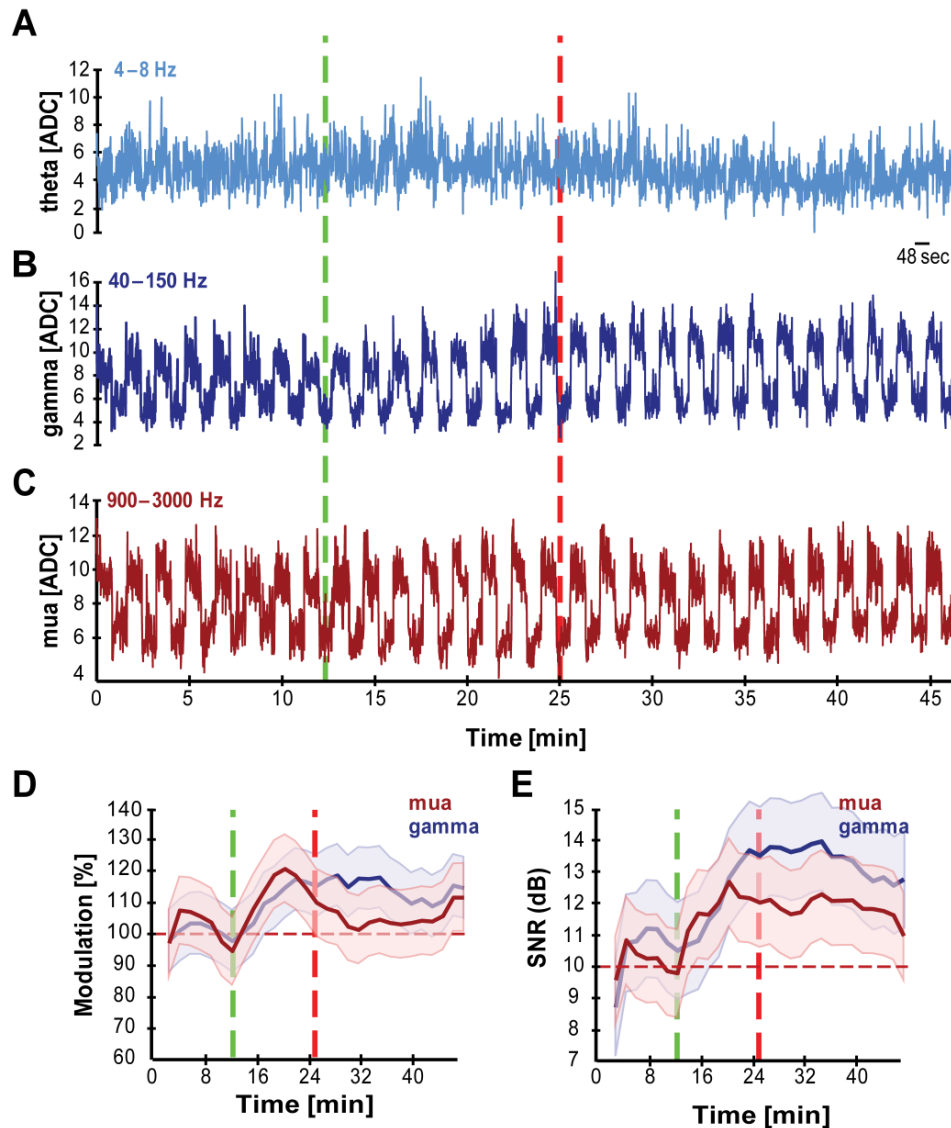 A
4–8 Hz
theta [ADC]
12
10
8
6
4
2
0
48 sec
B
40–150 Hz
gamma [ADC]
16
14
12
10
8
6
4
2
C
900–3000 Hz
mua [ADC]
14
12
10
8
6
4
0 5 10 15 20 25 30 35 40 45
Time [min]
D
mua
gamma
Modulation [%]
140
130
120
110
100
90
80
70
60
0 8 16 24 32 40
Time [min]
E
mua
gamma
SNR (dB)
15
14
13
12
11
10
9
8
7
0 8 16 24 32 40
Time [min]